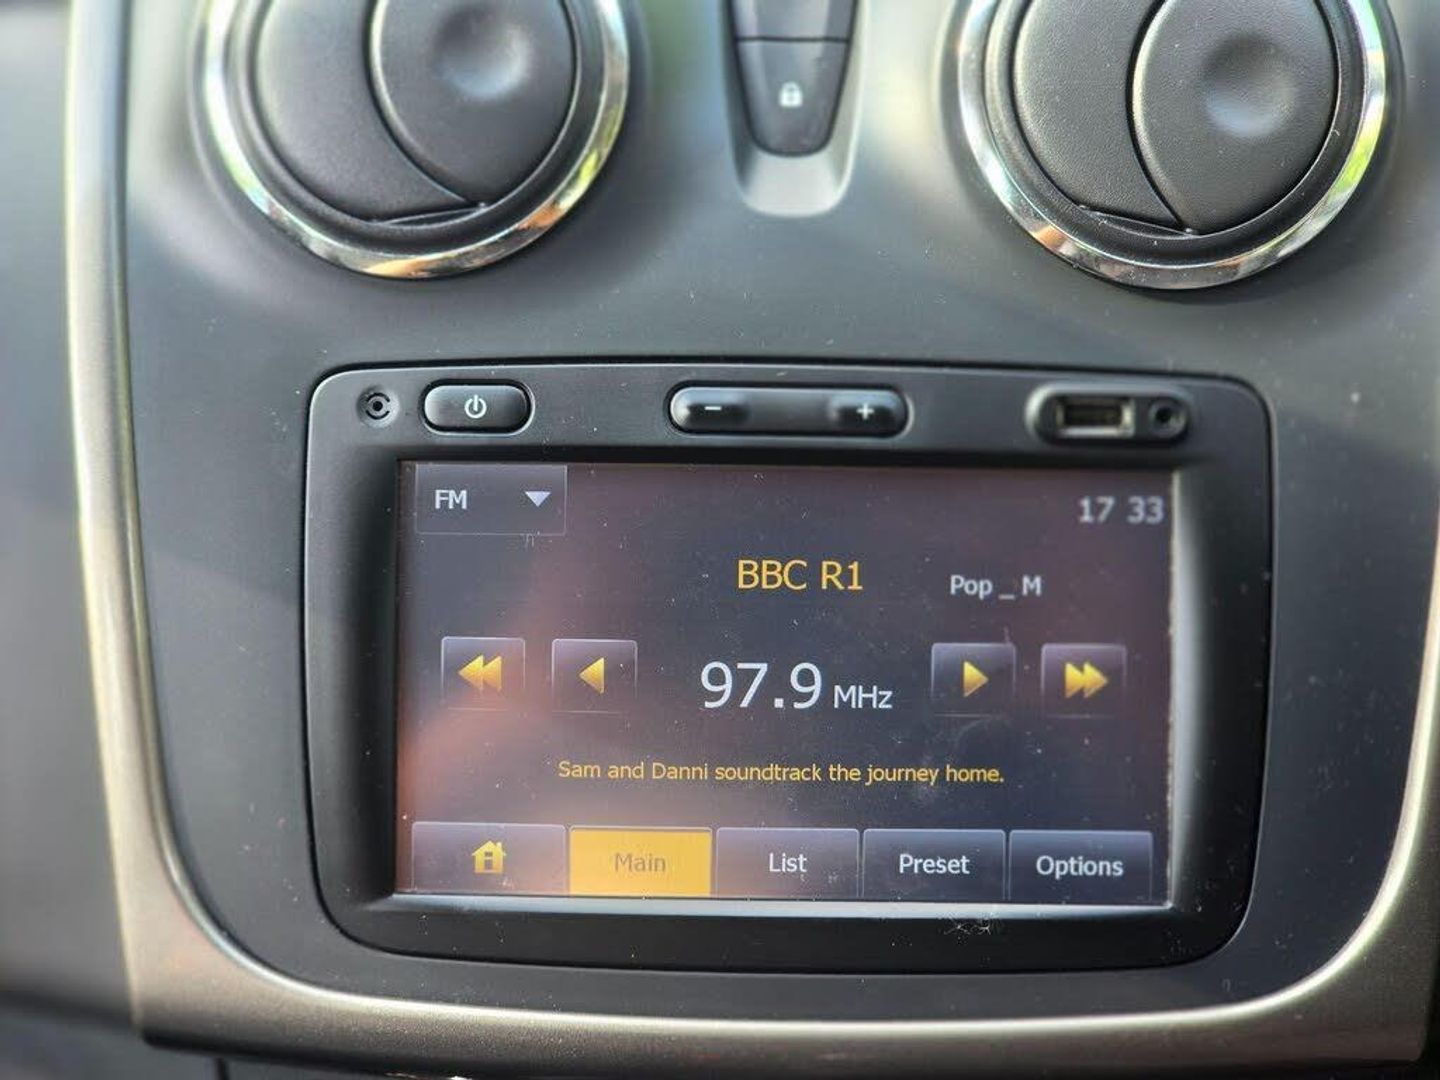 - +
FM 17 33
BBC R1 Pop _ M
97.9 MHz
Sam and Danni soundtrack the journey home.
Main List Preset Options